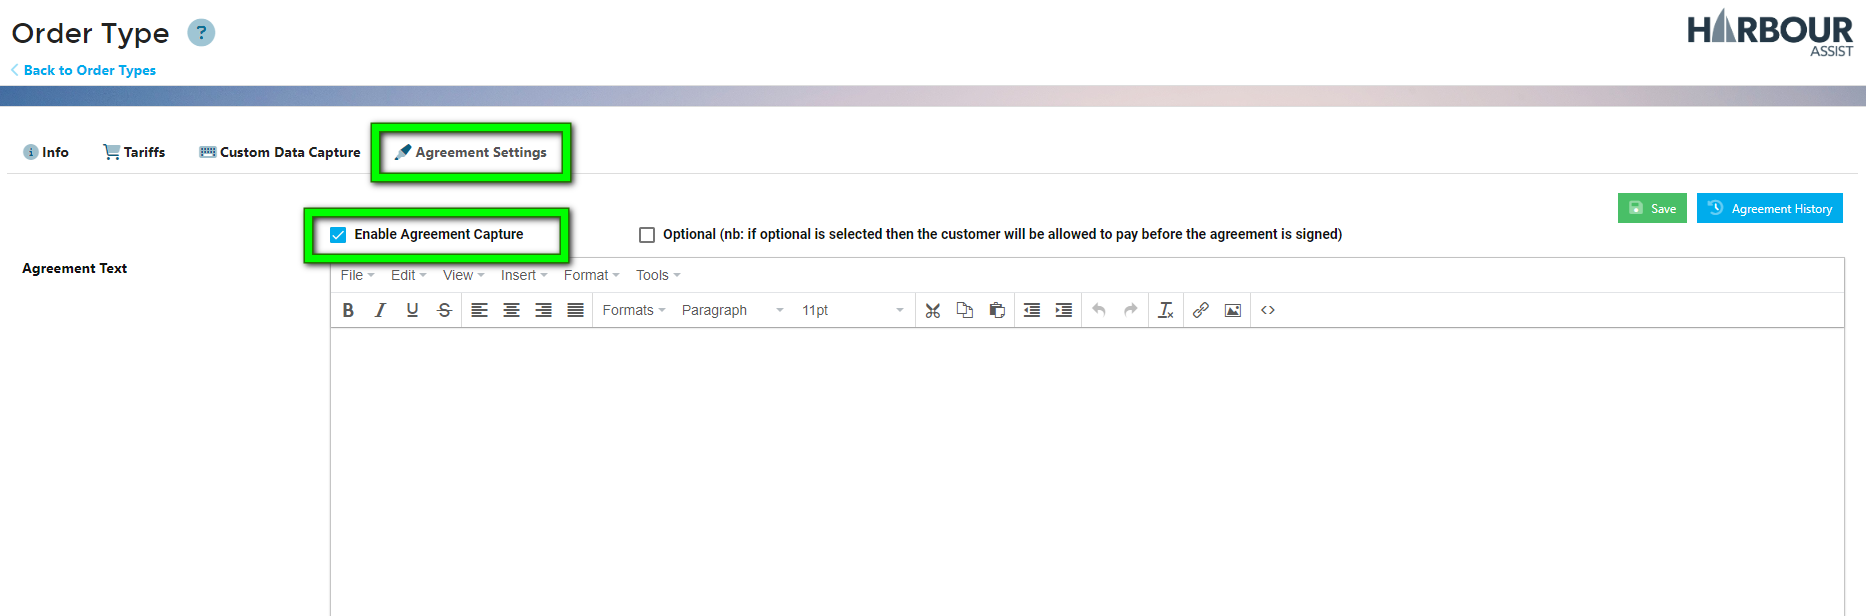 Order Type ?
HARBOUR
ASSIST
Back to Order Types
Info Tariffs Custom Data Capture Agreement Settings
Save Agreement History
Enable Agreement Capture Optional (nb: if optional is selected then the customer will be allowed to pay before the agreement is signed)
Agreement Text
File Edit View Insert Format Tools
B I U S Formats Paragraph 11pt